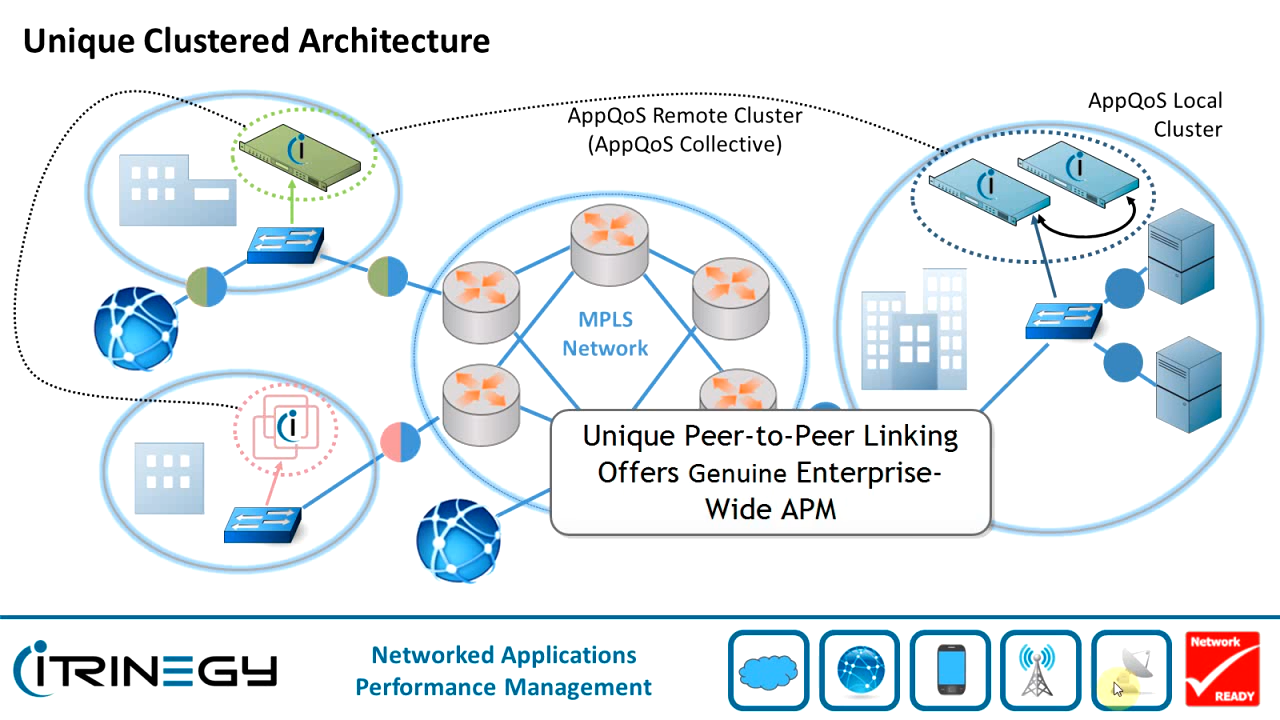 Unique Clustered Architecture
AppQoS Remote Cluster
(AppQoS Collective)
AppQoS Local
Cluster
MPLS
Network
Unique Peer-to-Peer Linking
Offers Genuine Enterprise-
Wide APM
iTRINEGY
Networked Applications
Performance Management
Network
READY